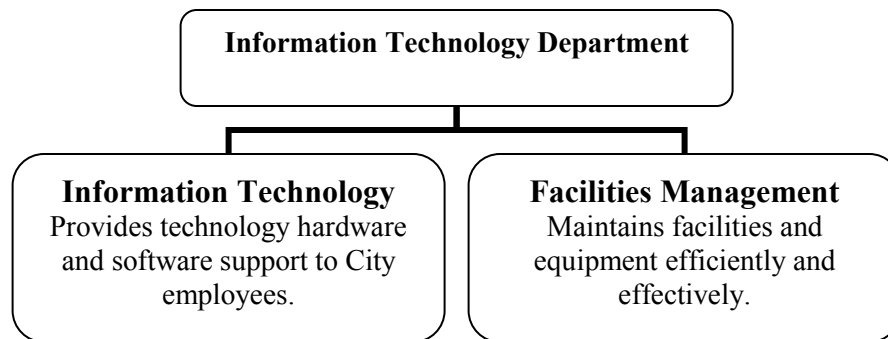 Information Technology Department
Information Technology
Provides technology hardware
and software support to City
employees.
Facilities Management
Maintains facilities and
equipment efficiently and
effectively.